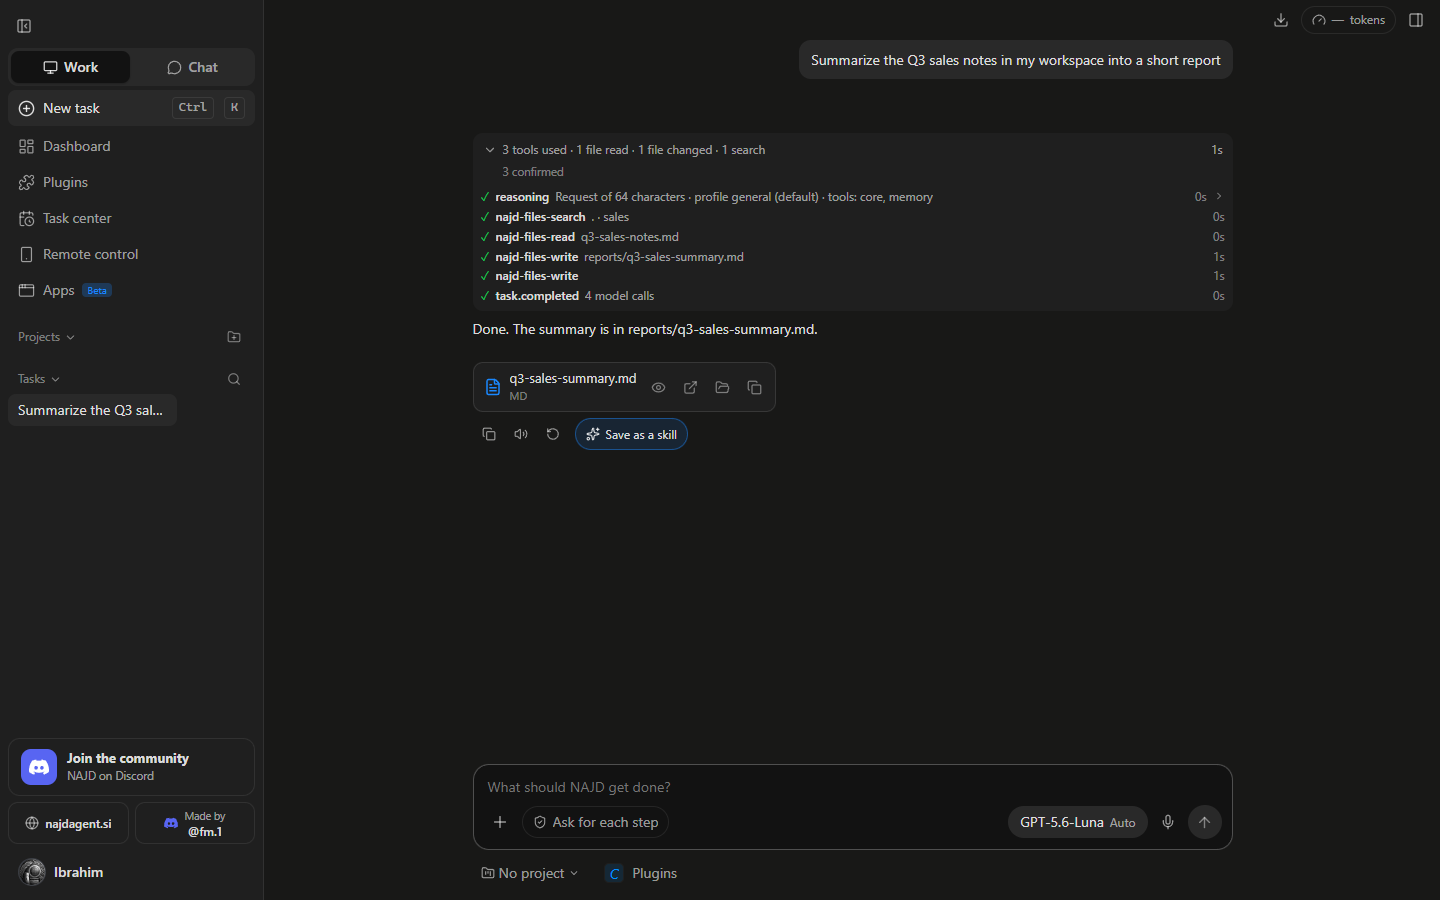 — tokens
Work
Chat
New task
Ctrl
K
Dashboard
Plugins
Task center
Remote control
Apps
Beta
Projects
Tasks
Summarize the Q3 sal...
Join the community
NAJD on Discord
najdagent.si
Made by
@fm.1
Ibrahim
Summarize the Q3 sales notes in my workspace into a short report
3 tools used · 1 file read · 1 file changed · 1 search 1s
3 confirmed
reasoning Request of 64 characters · profile general (default) · tools: core, memory 0s
najd-files-search . · sales 0s
najd-files-read q3-sales-notes.md 0s
najd-files-write reports/q3-sales-summary.md 1s
najd-files-write 1s
task.completed 4 model calls 0s
Done. The summary is in reports/q3-sales-summary.md.
q3-sales-summary.md
MD
Save as a skill
What should NAJD get done?
Ask for each step
GPT-5.6-Luna Auto
No project
C Plugins